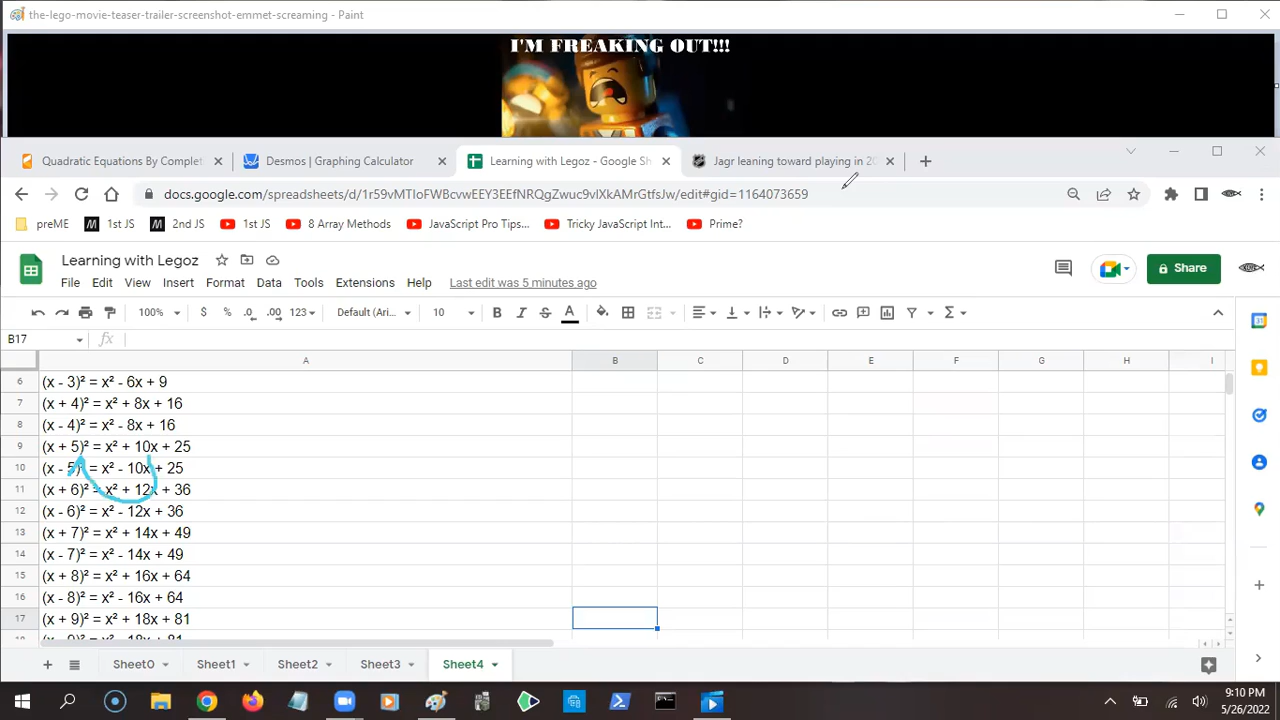 the-lego-movie-teaser-trailer-screenshot-emmet-screaming - Paint
I'M FREAKING OUT!!!
Quadratic Equations By Complet
Desmos | Graphing Calculator
Learning with Legoz - Google Sh
Jagr leaning toward playing in 20
docs.google.com/spreadsheets/d/1r59vMTIoFWBcvwEEY3EEfNRQgZwuc9vlXkAMrGtfsJw/edit#gid=1164073659
preME
1st JS
2nd JS
1st JS
8 Array Methods
JavaScript Pro Tips...
Tricky JavaScript Int...
Prime?
Learning with Legoz
File Edit View Insert Format Data Tools Extensions Help Last edit was 5 minutes ago
Share
100% $ % .0 .00 123 Default (Ari... 10 B I S A
B17 fx
A B C D E F G H I
6 (x - 3)² = x² - 6x + 9
7 (x + 4)² = x² + 8x + 16
8 (x - 4)² = x² - 8x + 16
9 (x + 5)² = x² + 10x + 25
10 (x - 5)² = x² - 10x + 25
11 (x + 6)² = x² + 12x + 36
12 (x - 6)² = x² - 12x + 36
13 (x + 7)² = x² + 14x + 49
14 (x - 7)² = x² - 14x + 49
15 (x + 8)² = x² + 16x + 64
16 (x - 8)² = x² - 16x + 64
17 (x + 9)² = x² + 18x + 81
Sheet0 Sheet1 Sheet2 Sheet3 Sheet4
9:10 PM
5/26/2022